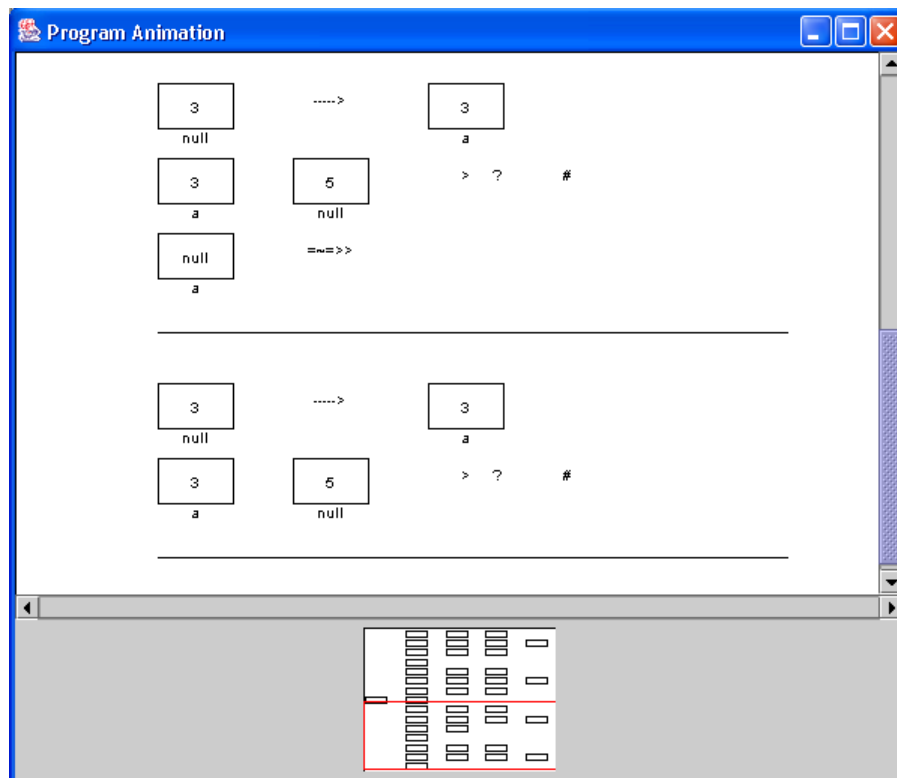 Program Animation
3 -----> 3
null a
3 5 > ? #
a null
null =~=>>
a
3 -----> 3
null a
3 5 > ? #
a null